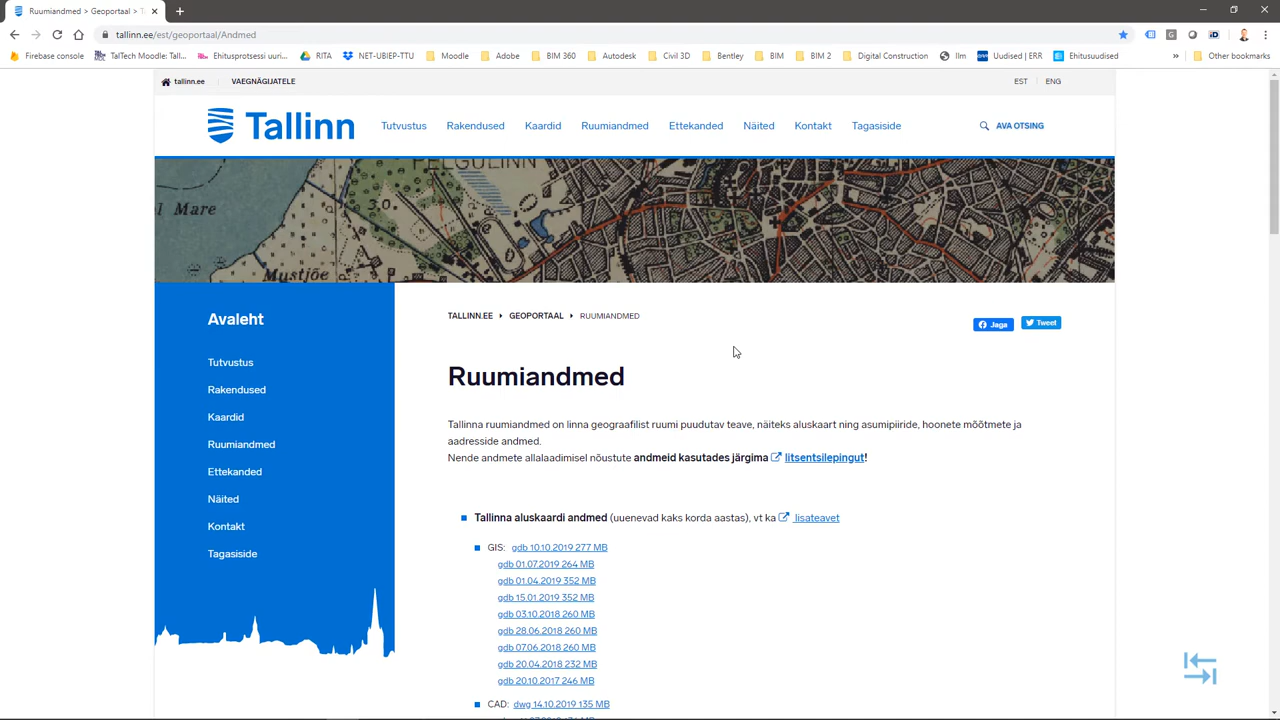 Ruumiandmed > Geoportaal > T
tallinn.ee/est/geoportaal/Andmed
Firebase console
TalTech Moodle: Tall...
Ehitusprotsessi uuri...
RITA
NET-UBIEP-TTU
Moodle
Adobe
BIM 360
Autodesk
Civil 3D
Bentley
BIM
BIM 2
Digital Construction
Ilm
Uudised | ERR
Ehitusuudised
»
Other bookmarks
tallinn.ee
VAEGNÄGIJATELE
EST
ENG
Tallinn
Tutvustus
Rakendused
Kaardid
Ruumiandmed
Ettekanded
Näited
Kontakt
Tagasiside
AVA OTSING
PELGULINN
Mare
3.0
Mustjõe
Avaleht
Tutvustus
Rakendused
Kaardid
Ruumiandmed
Ettekanded
Näited
Kontakt
Tagasiside
TALLINN.EE
GEOPORTAAL
RUUMIANDMED
Jaga
Tweet
Ruumiandmed
Tallinna ruumiandmed on linna geograafilist ruumi puudutav teave, näiteks aluskaart ning asumipiiride, hoonete mõõtmete ja
aadresside andmed.
Nende andmete allalaadimisel nõustute andmeid kasutades järgima litsentsilepingut!
Tallinna aluskaardi andmed (uuenevad kaks korda aastas), vt ka lisateavet
GIS: gdb 10.10.2019 277 MB
gdb 01.07.2019 264 MB
gdb 01.04.2019 352 MB
gdb 15.01.2019 352 MB
gdb 03.10.2018 260 MB
gdb 28.06.2018 260 MB
gdb 07.06.2018 260 MB
gdb 20.04.2018 232 MB
gdb 20.10.2017 246 MB
CAD: dwg 14.10.2019 135 MB